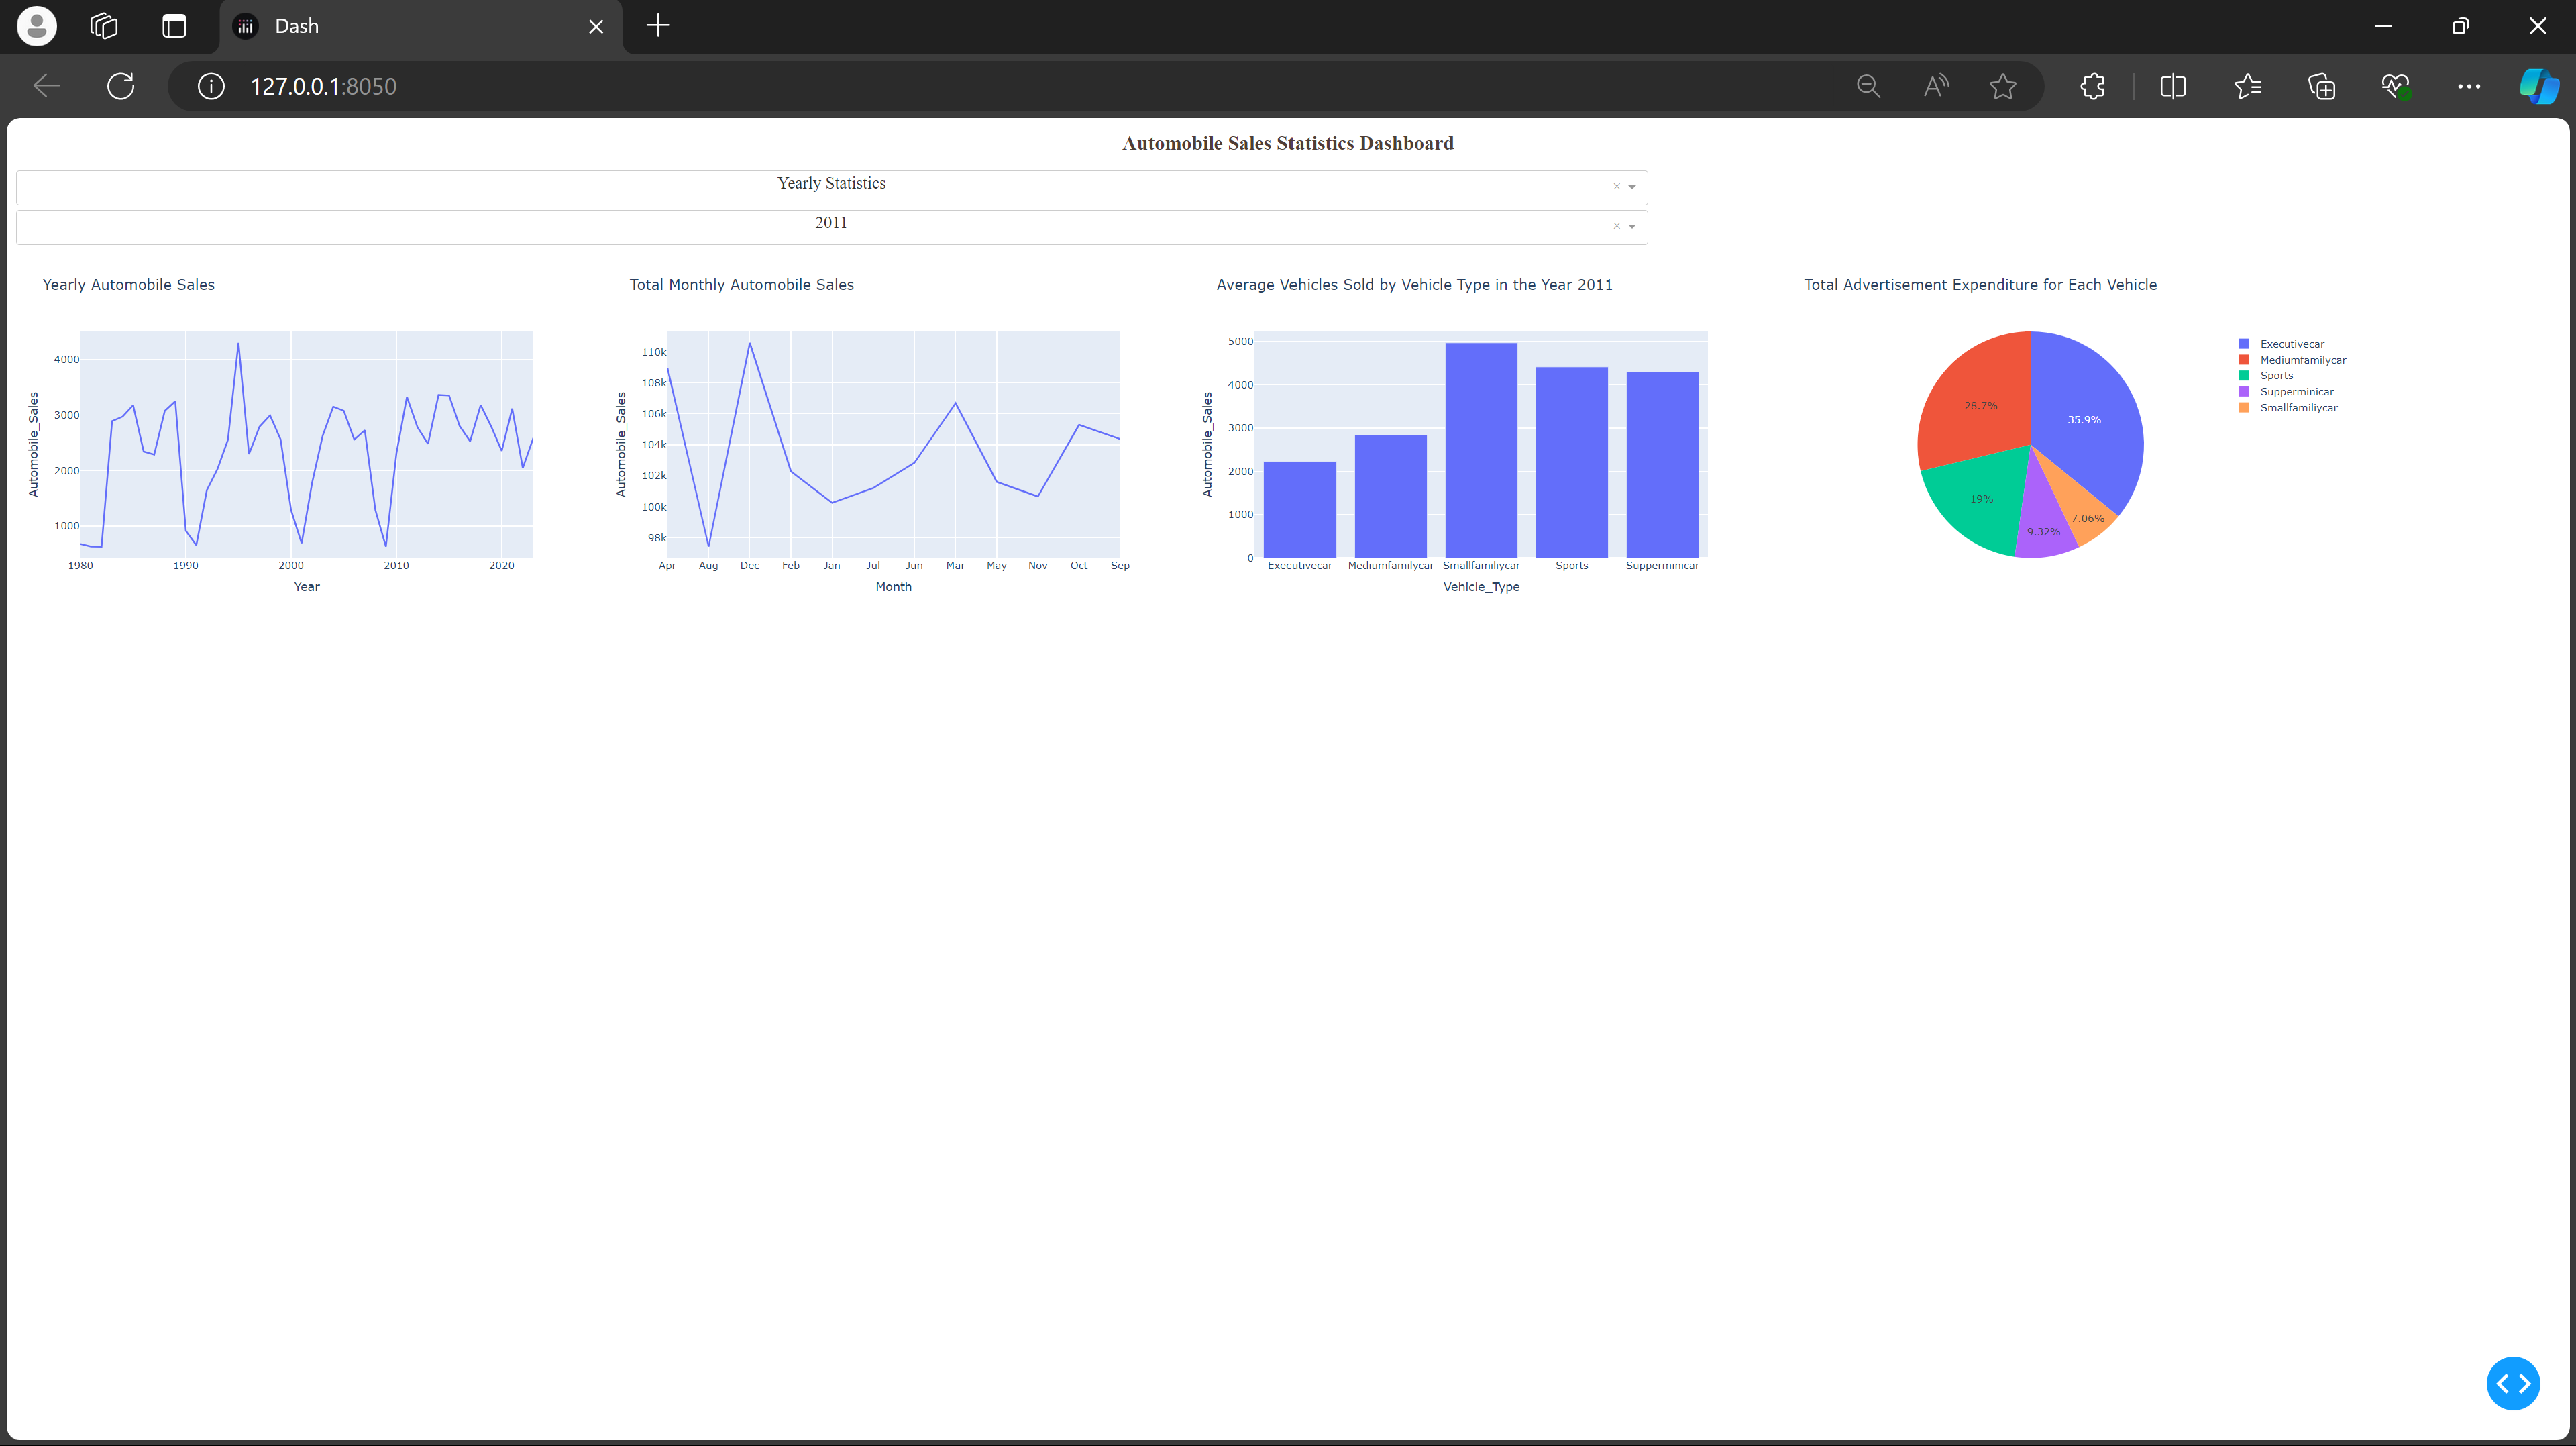 Dash
127.0.0.1:8050
Automobile Sales Statistics Dashboard
Yearly Statistics
2011
Yearly Automobile Sales
Automobile_Sales
4000
3000
2000
1000
1980 1990 2000 2010 2020
Year
Total Monthly Automobile Sales
Automobile_Sales
110k
108k
106k
104k
102k
100k
98k
Apr Aug Dec Feb Jan Jul Jun Mar May Nov Oct Sep
Month
Average Vehicles Sold by Vehicle Type in the Year 2011
Automobile_Sales
5000
4000
3000
2000
1000
0
Executivecar Mediumfamilycar Smallfamiliycar Sports Supperminicar
Vehicle_Type
Total Advertisement Expenditure for Each Vehicle
28.7%
35.9%
19%
9.32%
7.06%
Executivecar
Mediumfamilycar
Sports
Supperminicar
Smallfamiliycar